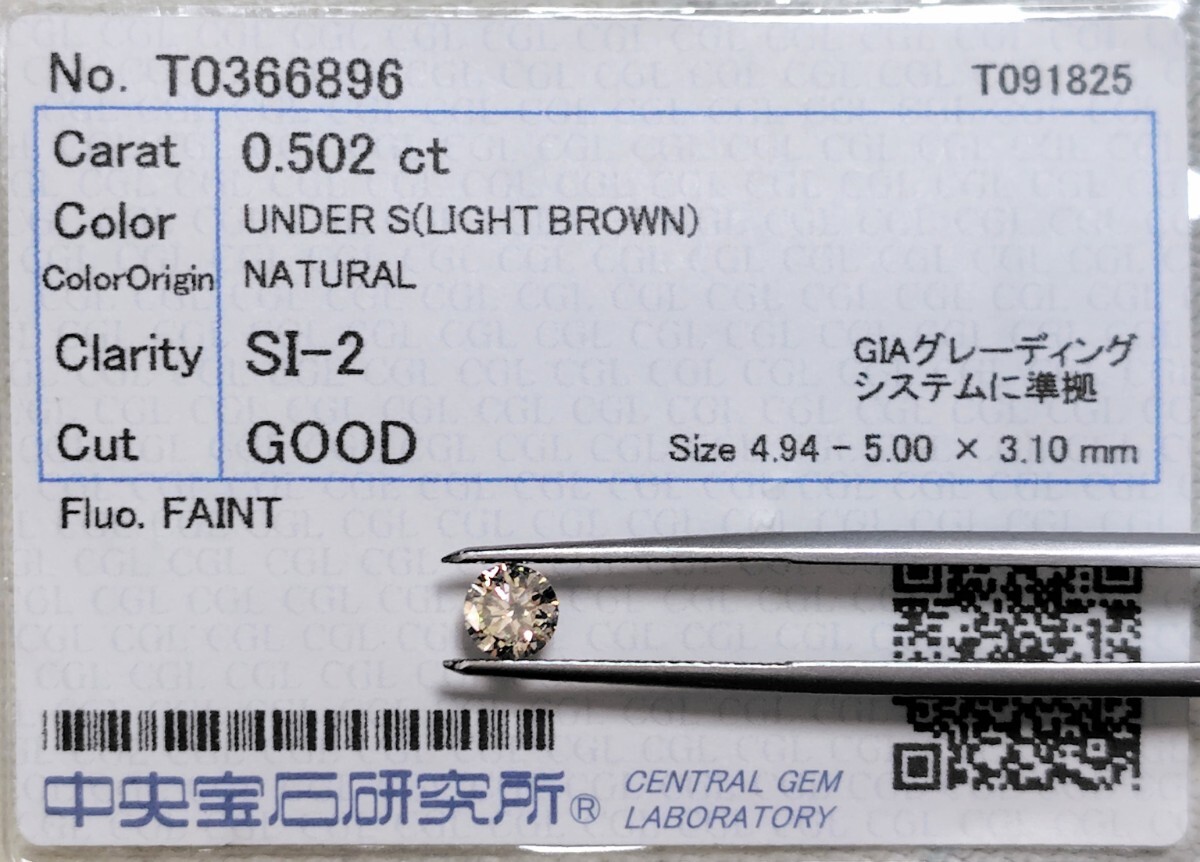 No. T0366896 T091825
Carat 0.502 ct
Color UNDER S(LIGHT BROWN)
ColorOrigin NATURAL
Clarity SI-2
GIAグレーディング
システムに準拠
Cut GOOD Size 4.94 - 5.00 × 3.10 mm
Fluo. FAINT
中央宝石研究所® CENTRAL GEM
LABORATORY